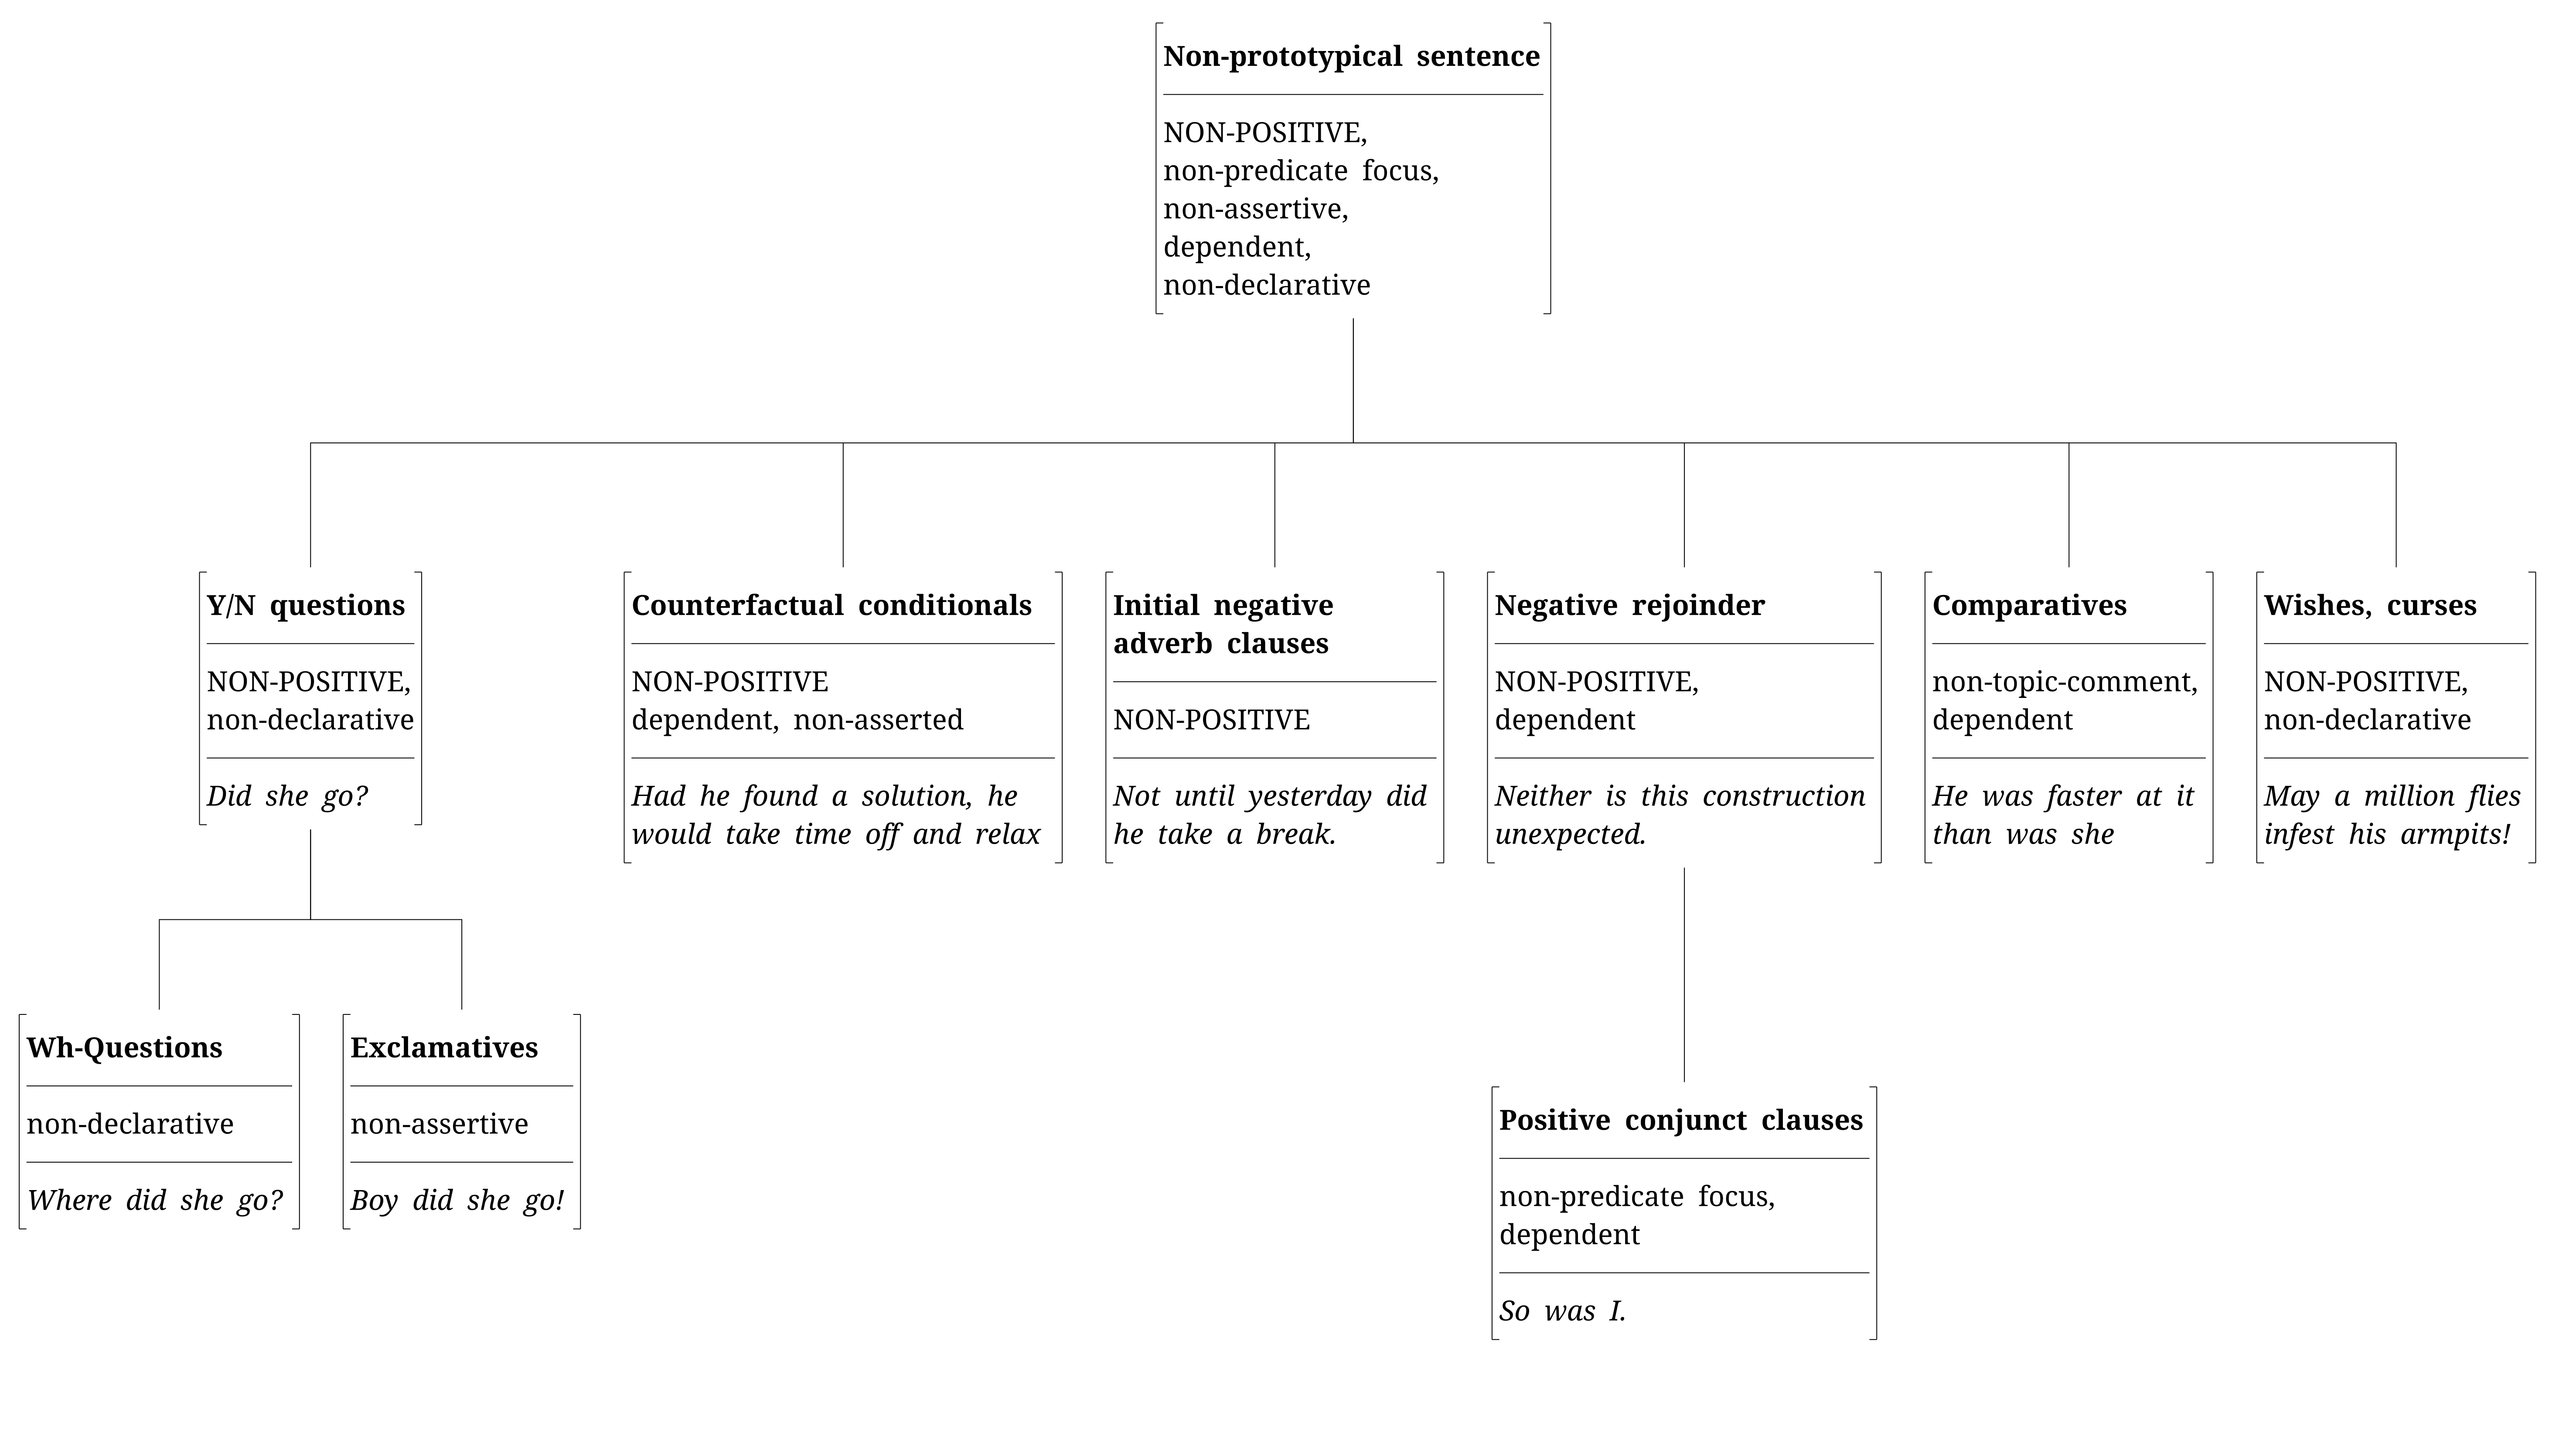 Non-prototypical sentence
NON-POSITIVE,
non-predicate focus,
non-assertive,
dependent,
non-declarative
Y/N questions
NON-POSITIVE,
non-declarative
Did she go?
Counterfactual conditionals
NON-POSITIVE
dependent, non-asserted
Had he found a solution, he
would take time off and relax
Initial negative
adverb clauses
NON-POSITIVE
Not until yesterday did
he take a break.
Negative rejoinder
NON-POSITIVE,
dependent
Neither is this construction
unexpected.
Comparatives
non-topic-comment,
dependent
He was faster at it
than was she
Wishes, curses
NON-POSITIVE,
non-declarative
May a million flies
infest his armpits!
Wh-Questions
non-declarative
Where did she go?
Exclamatives
non-assertive
Boy did she go!
Positive conjunct clauses
non-predicate focus,
dependent
So was I.